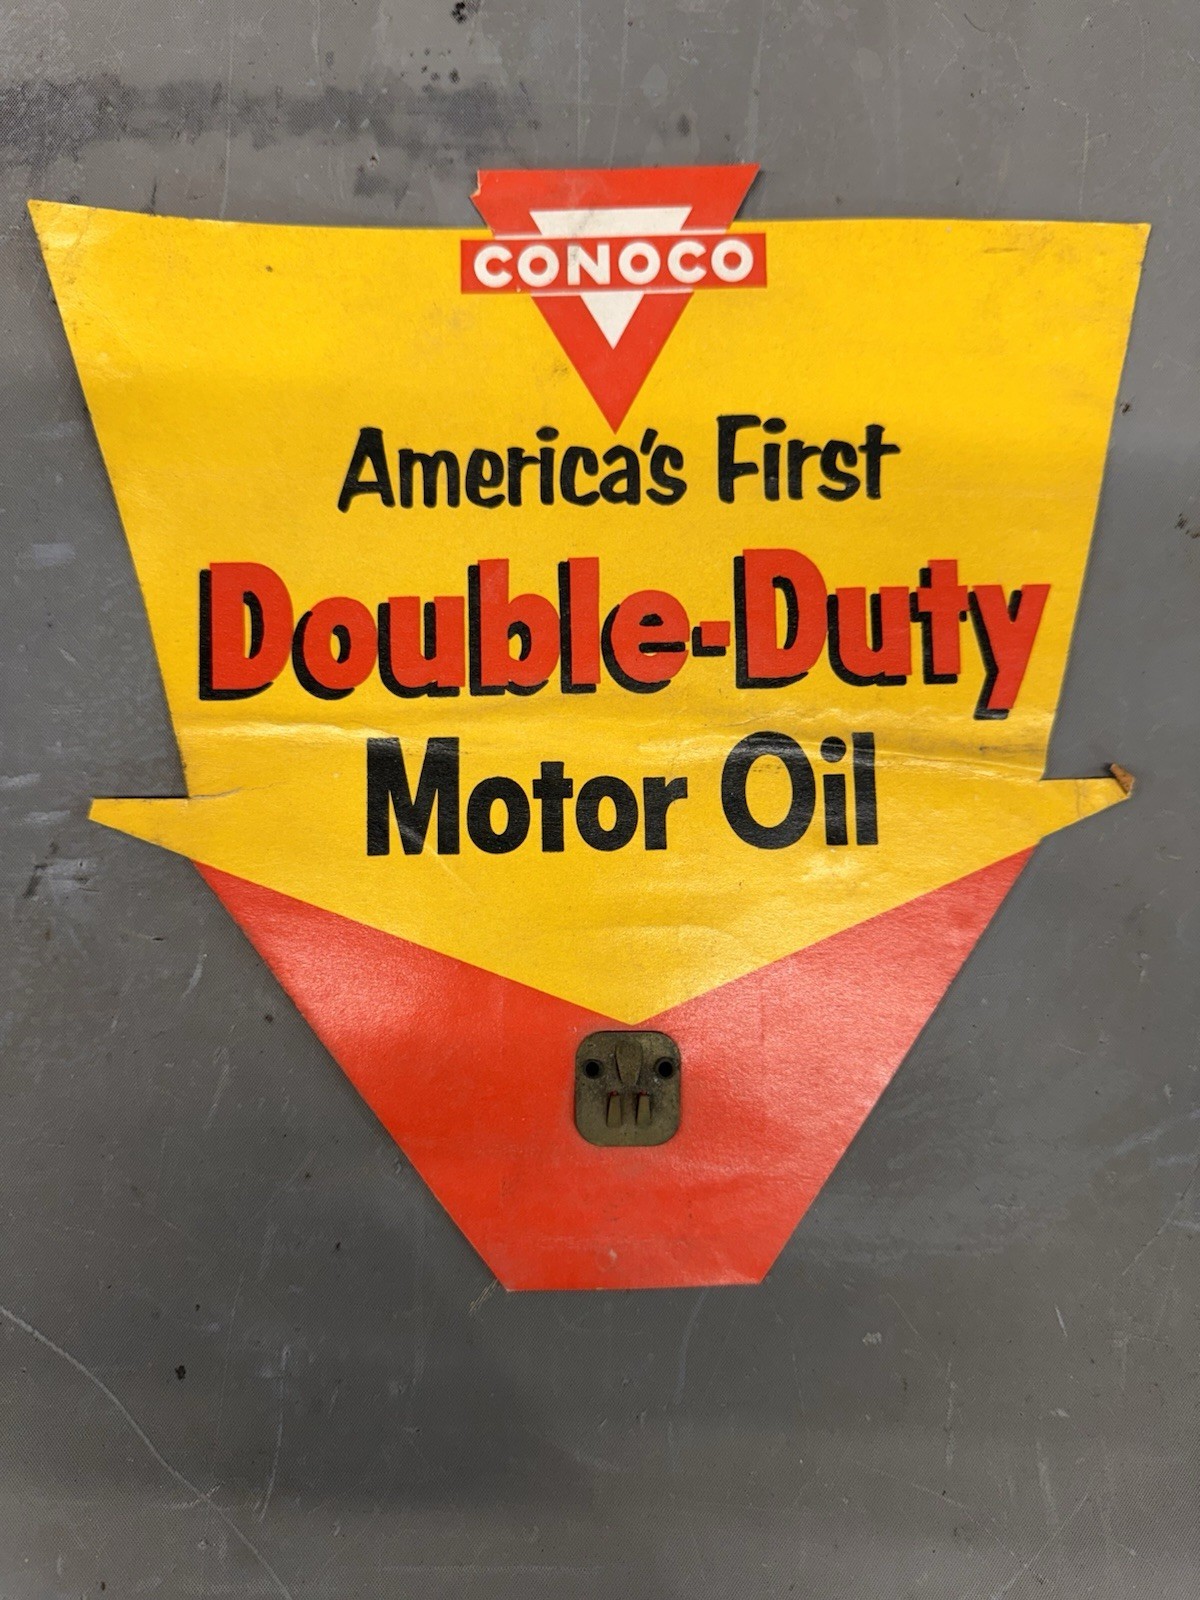 CONOCO
America's First
Double-Duty
Motor Oil